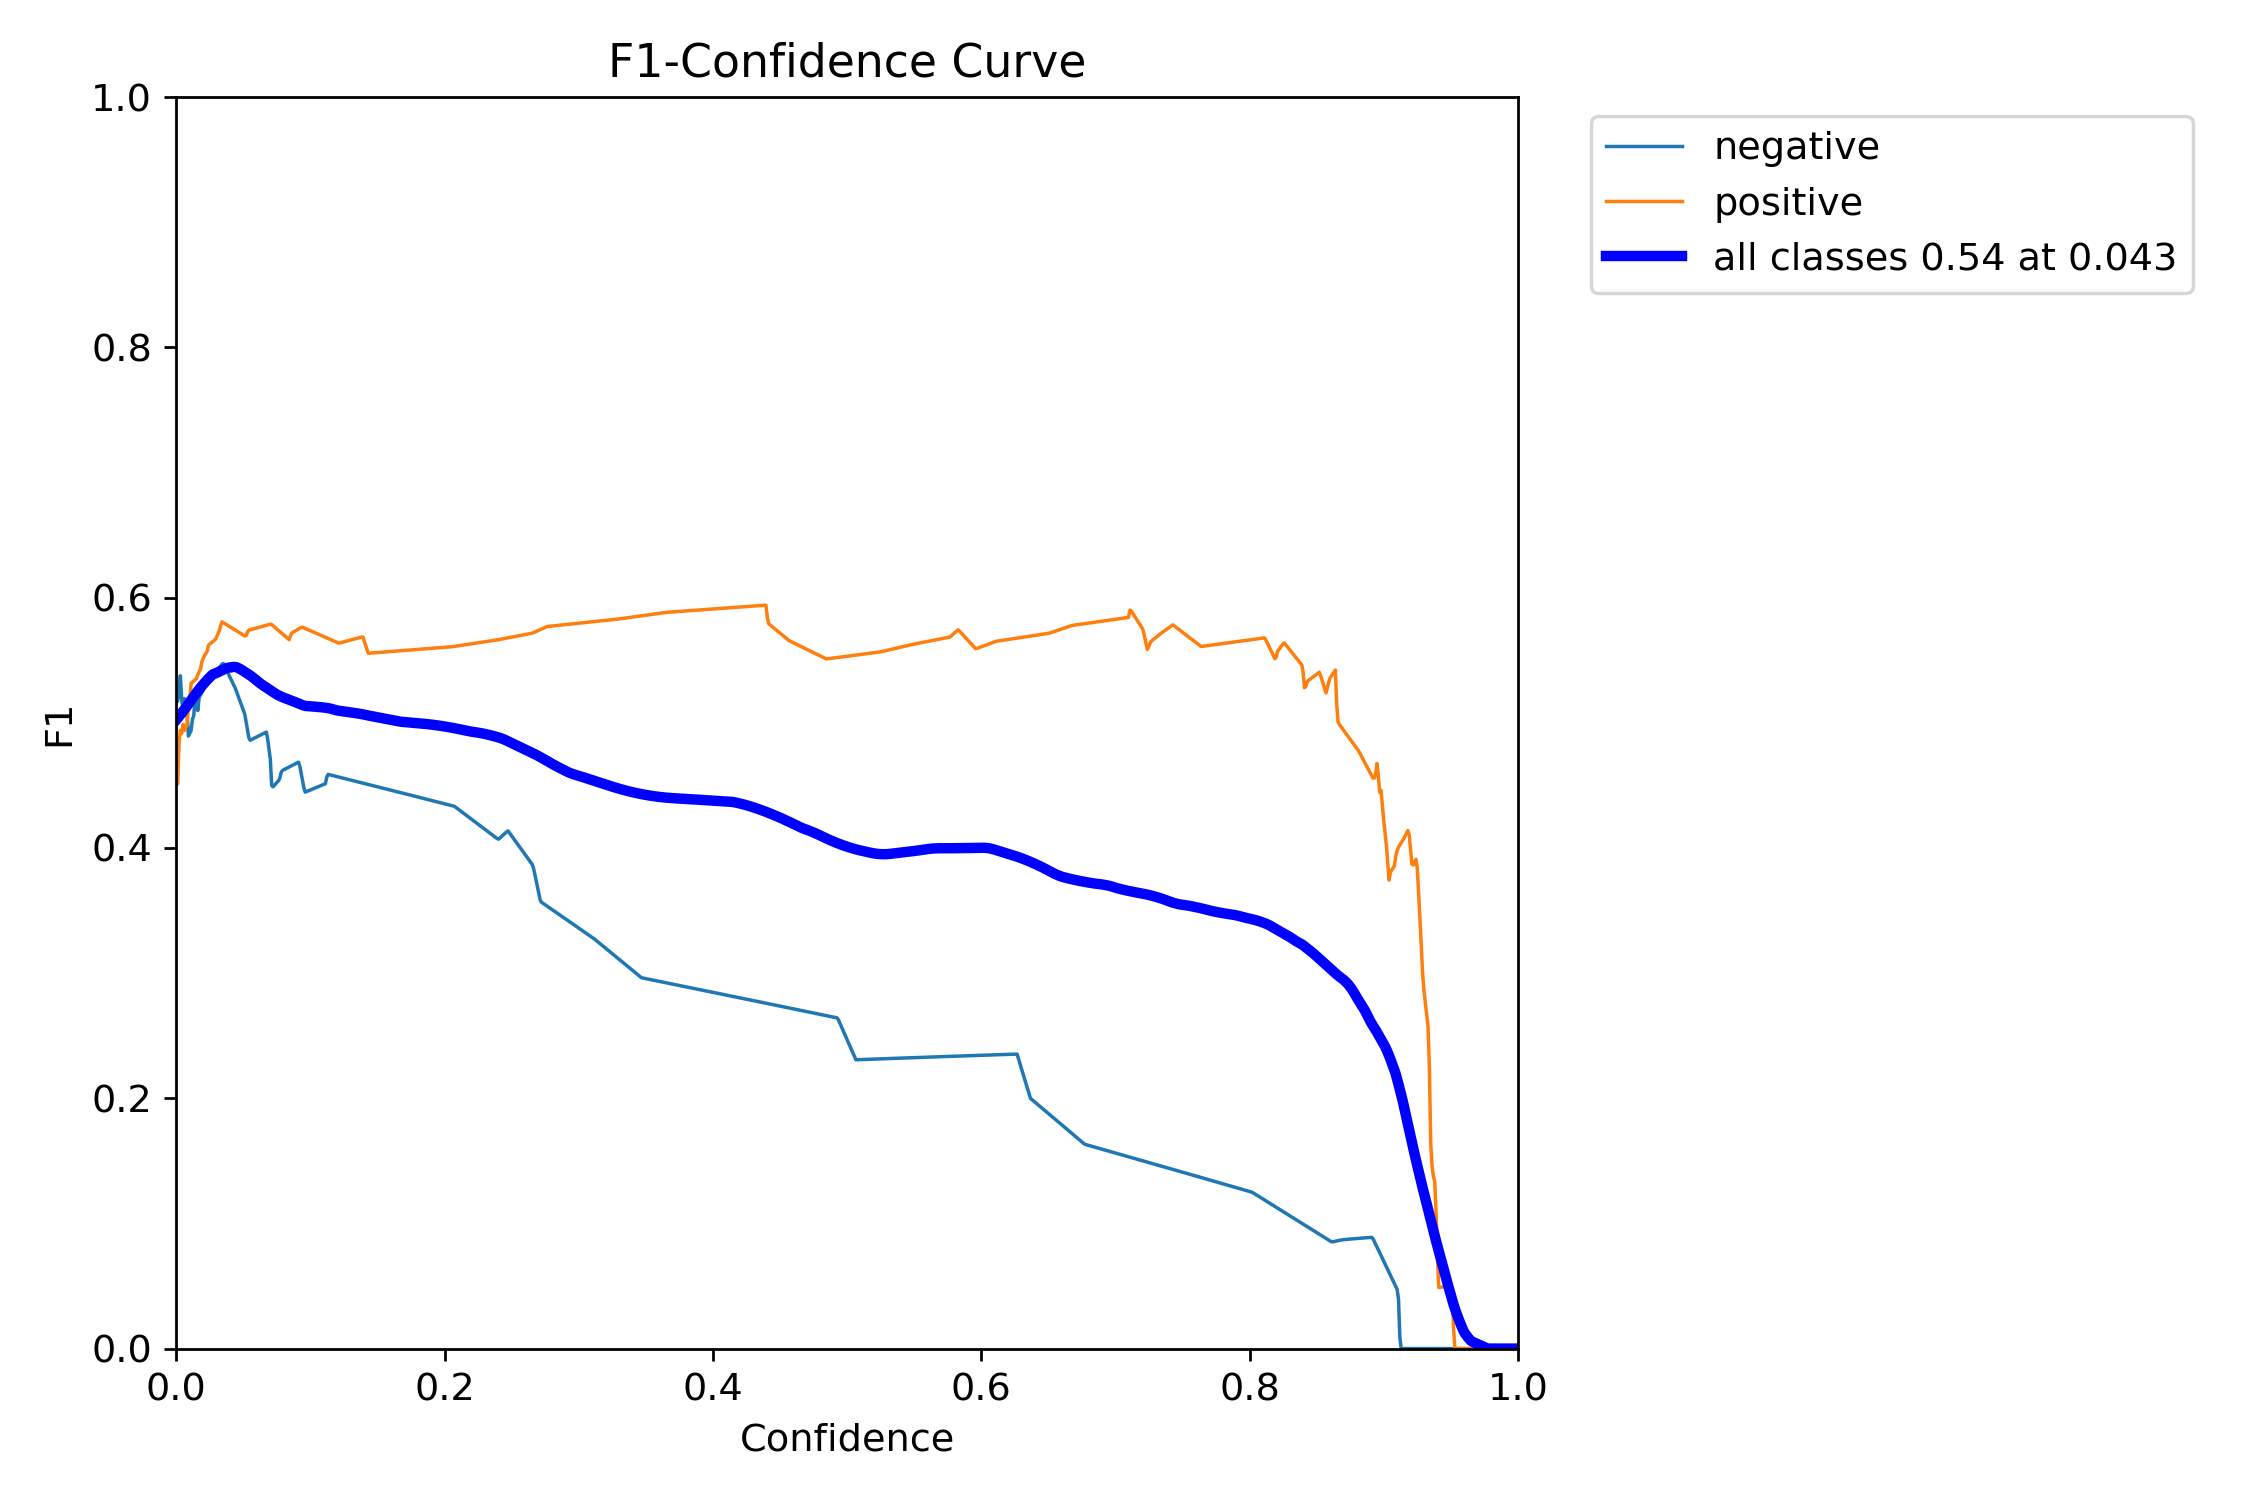 F1-Confidence Curve
1.0
0.8
0.6
0.4
0.2
0.0
F1
0.0 0.2 0.4 0.6 0.8 1.0
Confidence
negative
positive
all classes 0.54 at 0.043